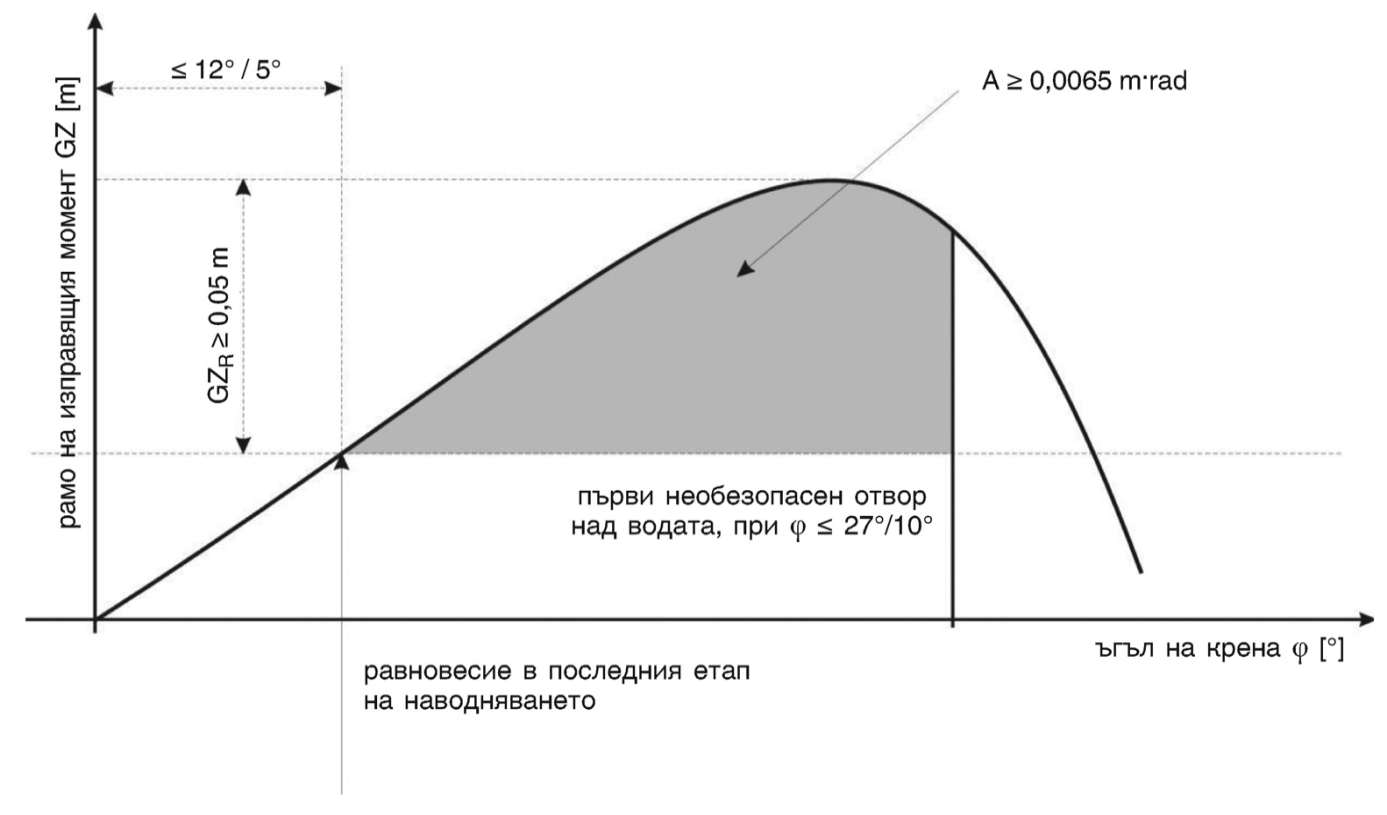 ≤ 12° / 5°
A ≥ 0,0065 m·rad
рамо на изправящия момент GZ [m]
GZR ≥ 0,05 m
първи необезопасен отвор
над водата, при φ ≤ 27°/10°
ъгъл на крена φ [°]
равновесие в последния етап
на наводняването